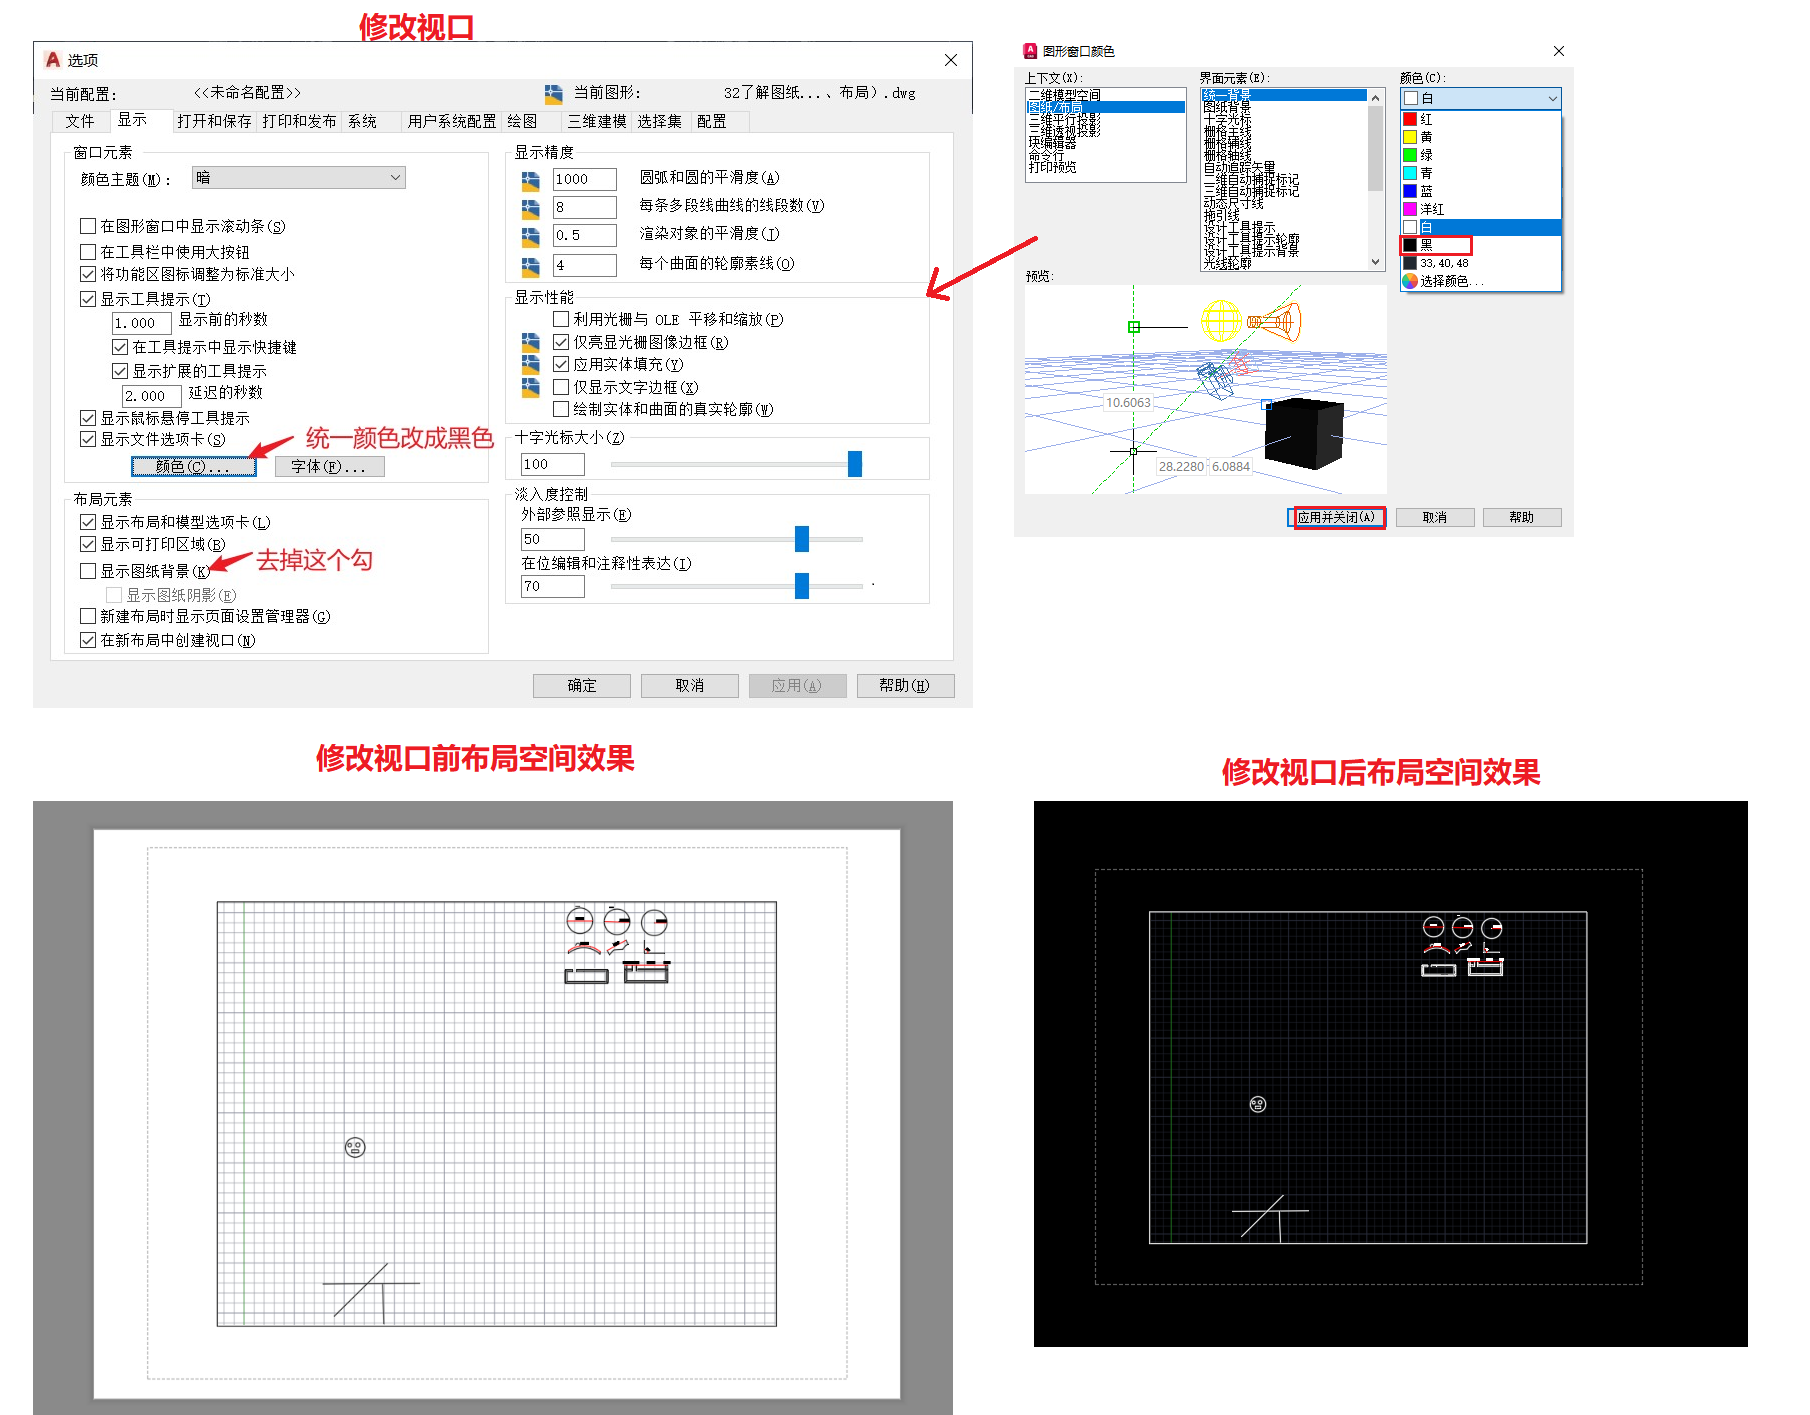 修改视口
选项
当前配置:
<<未命名配置>>
当前图形:
32了解图纸...、布局）.dwg
文件
显示
打开和保存
打印和发布
系统
用户系统配置
绘图
三维建模
选择集
配置
窗口元素
颜色主题(M):
暗
在图形窗口中显示滚动条(S)
在工具栏中使用大按钮
将功能区图标调整为标准大小
显示工具提示(T)
1.000
显示前的秒数
在工具提示中显示快捷键
显示扩展的工具提示
2.000
延迟的秒数
显示鼠标悬停工具提示
显示文件选项卡(S)
统一颜色改成黑色
颜色(C)...
字体(F)...
布局元素
显示布局和模型选项卡(L)
显示可打印区域(B)
显示图纸背景(K)
去掉这个勾
显示图纸阴影(E)
新建布局时显示页面设置管理器(G)
在新布局中创建视口(N)
显示精度
1000
圆弧和圆的平滑度(A)
8
每条多段线曲线的线段数(V)
0.5
渲染对象的平滑度(J)
4
每个曲面的轮廓素线(O)
显示性能
利用光栅与 OLE 平移和缩放(P)
仅亮显光栅图像边框(R)
应用实体填充(Y)
仅显示文字边框(X)
绘制实体和曲面的真实轮廓(W)
十字光标大小(Z)
100
淡入度控制
外部参照显示(E)
50
在位编辑和注释性表达(I)
70
确定
取消
应用(A)
帮助(H)
图形窗口颜色
上下文(X):
二维模型空间
图纸/布局
三维平行投影
三维透视投影
块编辑器
命令行
打印预览
界面元素(E):
统一背景
图纸背景
十字光标
栅格主线
栅格辅线
栅格轴线
自动追踪矢量
二维自动捕捉标记
三维自动捕捉标记
动态尺寸线
拖引线
设计工具提示
设计工具提示轮廓
设计工具提示背景
光线轮廓
颜色(C):
白
红
黄
绿
青
蓝
洋红
白
黑
33,40,48
选择颜色...
预览:
10.6063
28.2280
6.0884
应用并关闭(A)
取消
帮助
修改视口前布局空间效果
修改视口后布局空间效果